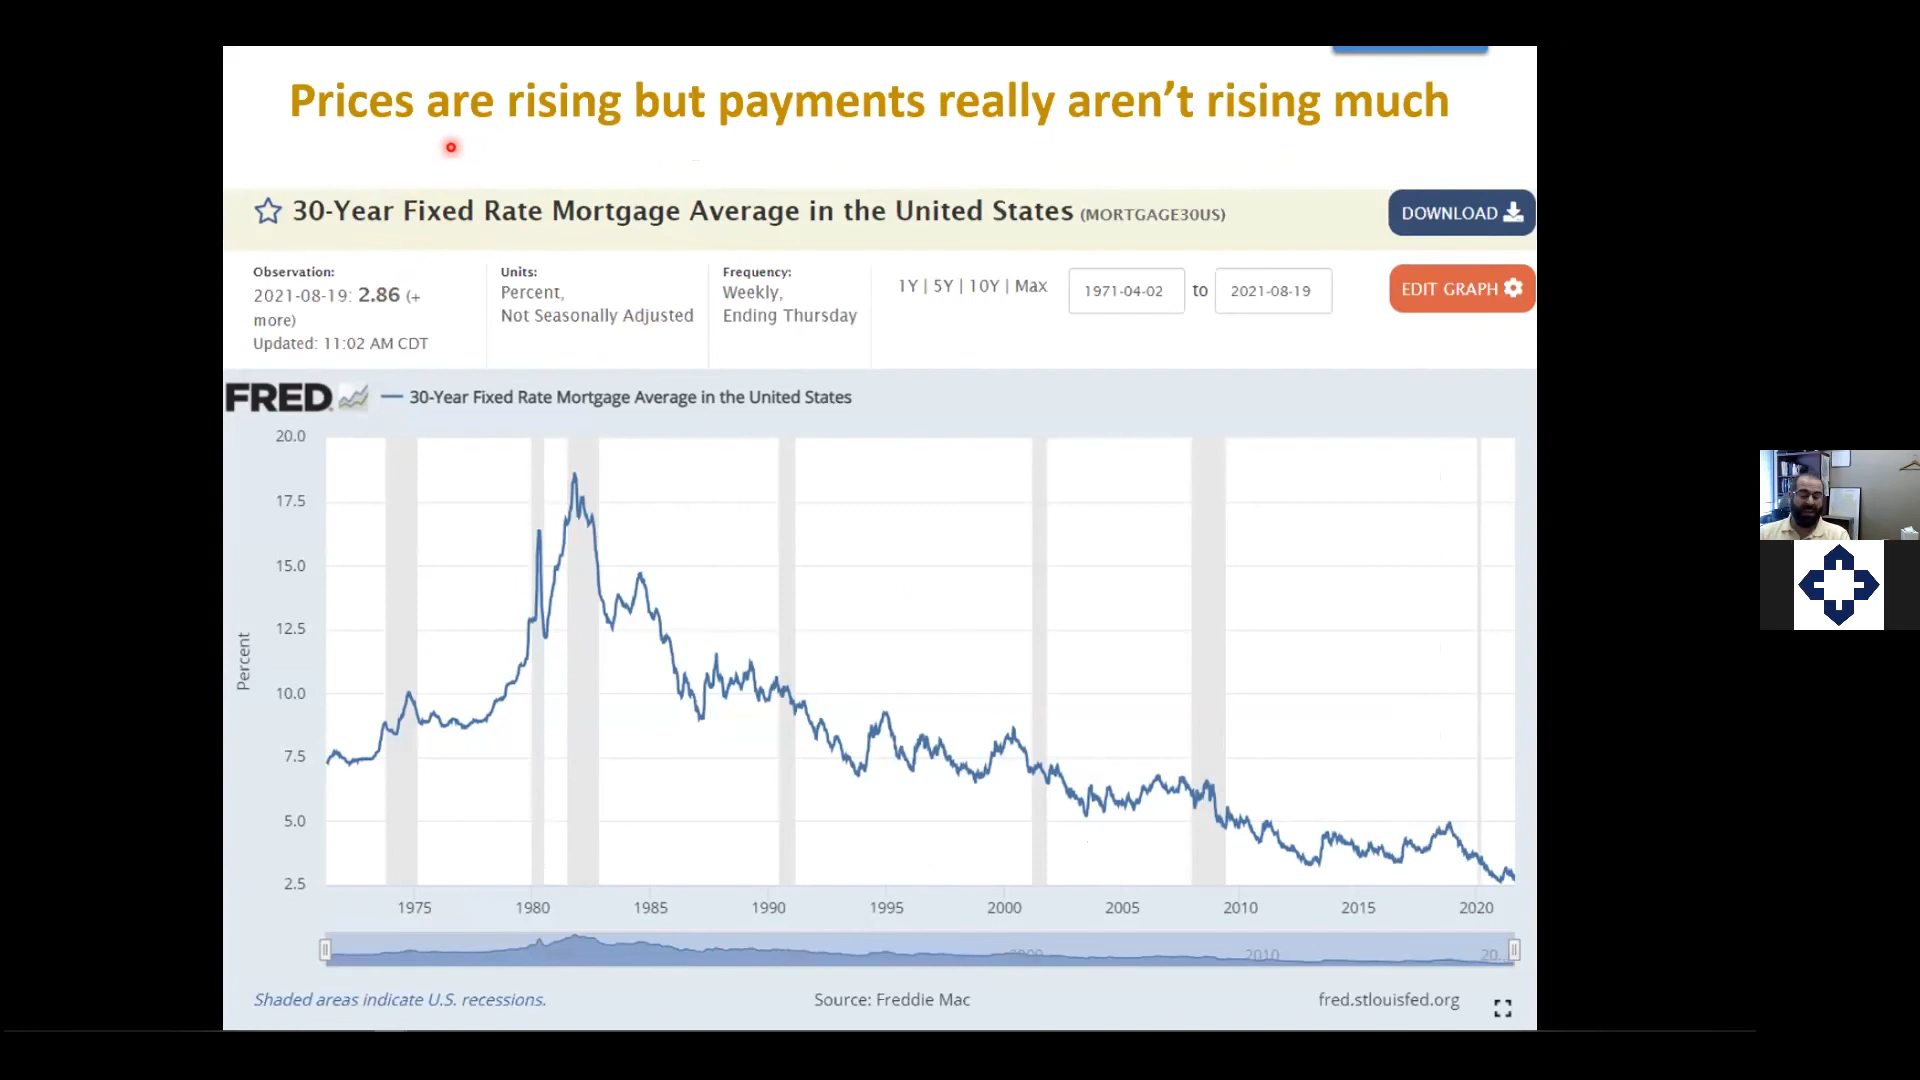 Prices are rising but payments really aren't rising much
30-Year Fixed Rate Mortgage Average in the United States (MORTGAGE30US)
DOWNLOAD
Observation:
2021-08-19: 2.86 (+
more)
Updated: 11:02 AM CDT
Units:
Percent,
Not Seasonally Adjusted
Frequency:
Weekly,
Ending Thursday
1Y | 5Y | 10Y | Max
1971-04-02 to 2021-08-19
EDIT GRAPH
FRED
30-Year Fixed Rate Mortgage Average in the United States
Percent
20.0
17.5
15.0
12.5
10.0
7.5
5.0
2.5
1975 1980 1985 1990 1995 2000 2005 2010 2015 2020
2000 2010 20...
Shaded areas indicate U.S. recessions.
Source: Freddie Mac
fred.stlouisfed.org